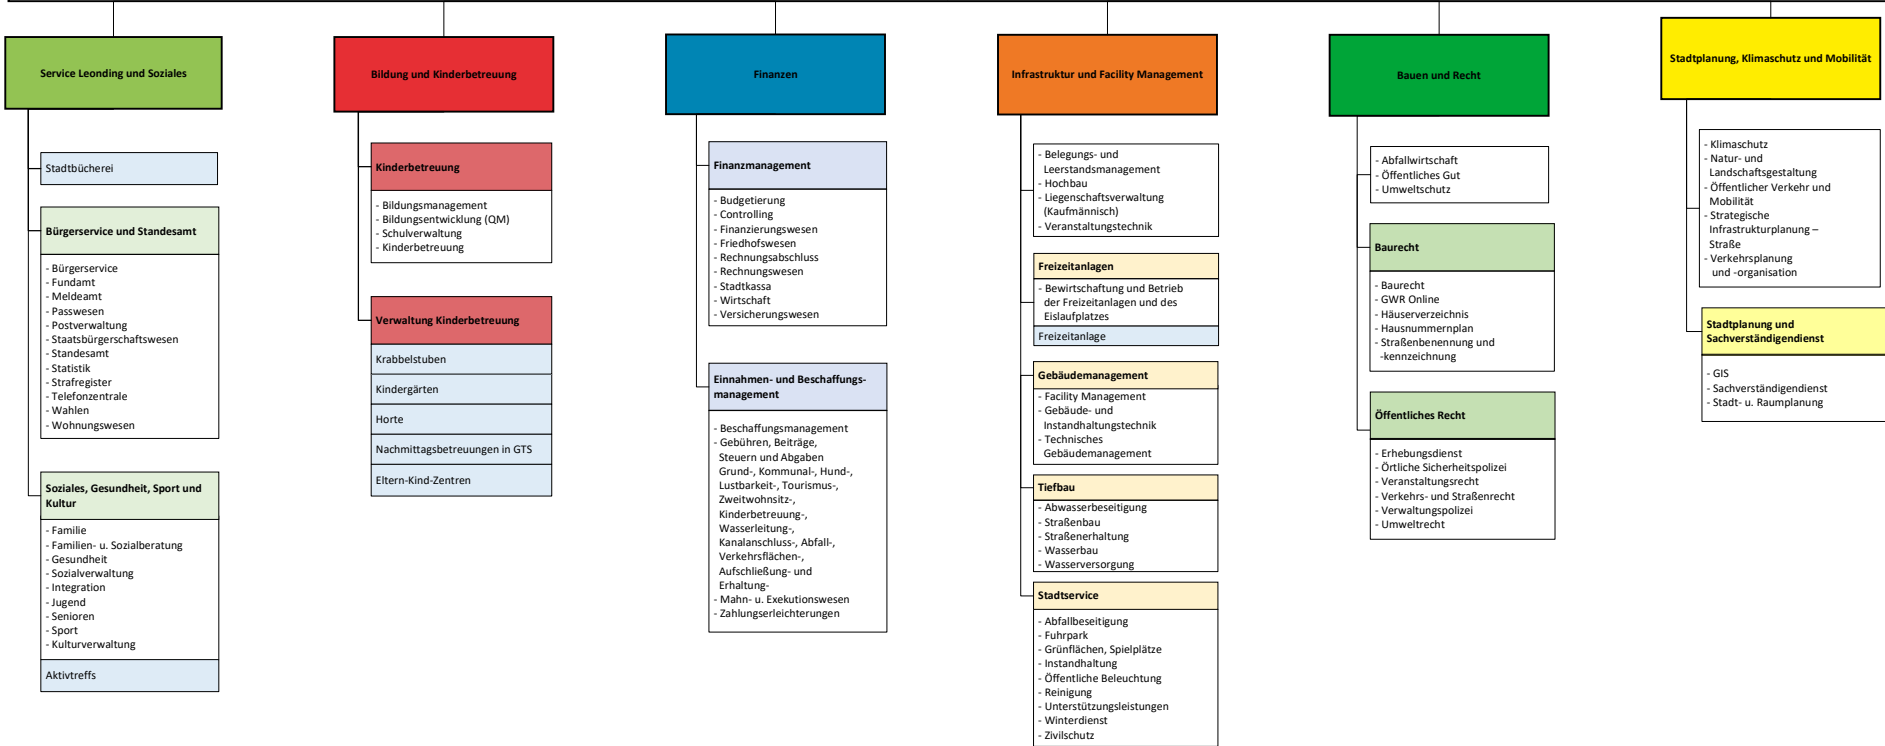 Service Leonding und Soziales
Stadtbücherei
Bürgerservice und Standesamt
- Bürgerservice
- Fundamt
- Meldeamt
- Passwesen
- Postverwaltung
- Staatsbürgerschaftswesen
- Standesamt
- Statistik
- Strafregister
- Telefonzentrale
- Wahlen
- Wohnungswesen
Soziales, Gesundheit, Sport und
Kultur
- Familie
- Familien- u. Sozialberatung
- Gesundheit
- Sozialverwaltung
- Integration
- Jugend
- Senioren
- Sport
- Kulturverwaltung
Aktivtreffs
Bildung und Kinderbetreuung
Kinderbetreuung
- Bildungsmanagement
- Bildungsentwicklung (QM)
- Schulverwaltung
- Kinderbetreuung
Verwaltung Kinderbetreuung
Krabbelstuben
Kindergärten
Horte
Nachmittagsbetreuungen in GTS
Eltern-Kind-Zentren
Finanzen
Finanzmanagement
- Budgetierung
- Controlling
- Finanzierungswesen
- Friedhofswesen
- Rechnungsabschluss
- Rechnungswesen
- Stadtkassa
- Wirtschaft
- Versicherungswesen
Einnahmen- und Beschaffungs-
management
- Beschaffungsmanagement
- Gebühren, Beiträge,
Steuern und Abgaben
Grund-, Kommunal-, Hund-,
Lustbarkeit-, Tourismus-,
Zweitwohnsitz-,
Kinderbetreuung-,
Wasserleitung-,
Kanalanschluss-, Abfall-,
Verkehrsflächen-,
Aufschließung- und
Erhaltung-
- Mahn- u. Exekutionswesen
- Zahlungserleichterungen
Infrastruktur und Facility Management
- Belegungs- und
Leerstandsmanagement
- Hochbau
- Liegenschaftsverwaltung
(Kaufmännisch)
- Veranstaltungstechnik
Freizeitanlagen
- Bewirtschaftung und Betrieb
der Freizeitanlagen und des
Eislaufplatzes
Freizeitanlage
Gebäudemanagement
- Facility Management
- Gebäude- und
Instandhaltungstechnik
- Technisches
Gebäudemanagement
Tiefbau
- Abwasserbeseitigung
- Straßenbau
- Straßenerhaltung
- Wasserbau
- Wasserversorgung
Stadtservice
- Abfallbeseitigung
- Fuhrpark
- Grünflächen, Spielplätze
- Instandhaltung
- Öffentliche Beleuchtung
- Reinigung
- Unterstützungsleistungen
- Winterdienst
- Zivilschutz
Bauen und Recht
- Abfallwirtschaft
- Öffentliches Gut
- Umweltschutz
Baurecht
- Baurecht
- GWR Online
- Häuserverzeichnis
- Hausnummernplan
- Straßenbenennung und
-kennzeichnung
Öffentliches Recht
- Erhebungsdienst
- Örtliche Sicherheitspolizei
- Veranstaltungsrecht
- Verkehrs- und Straßenrecht
- Verwaltungspolizei
- Umweltrecht
Stadtplanung, Klimaschutz und Mobilität
- Klimaschutz
- Natur- und
Landschaftsgestaltung
- Öffentlicher Verkehr und
Mobilität
- Strategische
Infrastrukturplanung –
Straße
- Verkehrsplanung
und -organisation
Stadtplanung und
Sachverständigendienst
- GIS
- Sachverständigendienst
- Stadt- u. Raumplanung